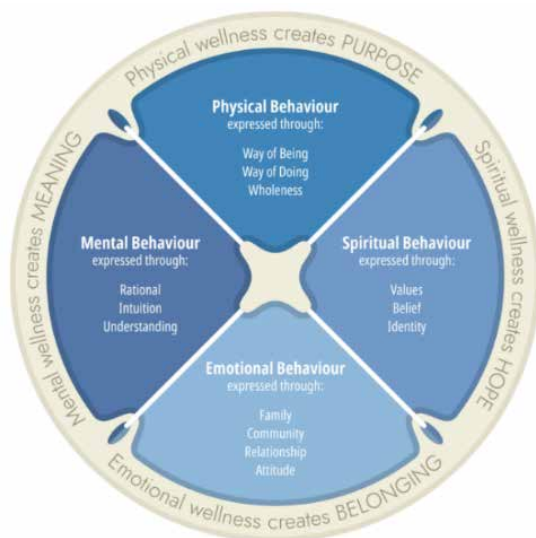 Physical wellness creates PURPOSE
Physical Behaviour
expressed through:
Way of Being
Way of Doing
Wholeness
Mental wellness creates MEANING
Mental Behaviour
expressed through:
Rational
Intuition
Understanding
Spiritual Behaviour
expressed through:
Values
Belief
Identity
Spiritual wellness creates HOPE
Emotional Behaviour
expressed through:
Family
Community
Relationship
Attitude
Emotional wellness creates BELONGING